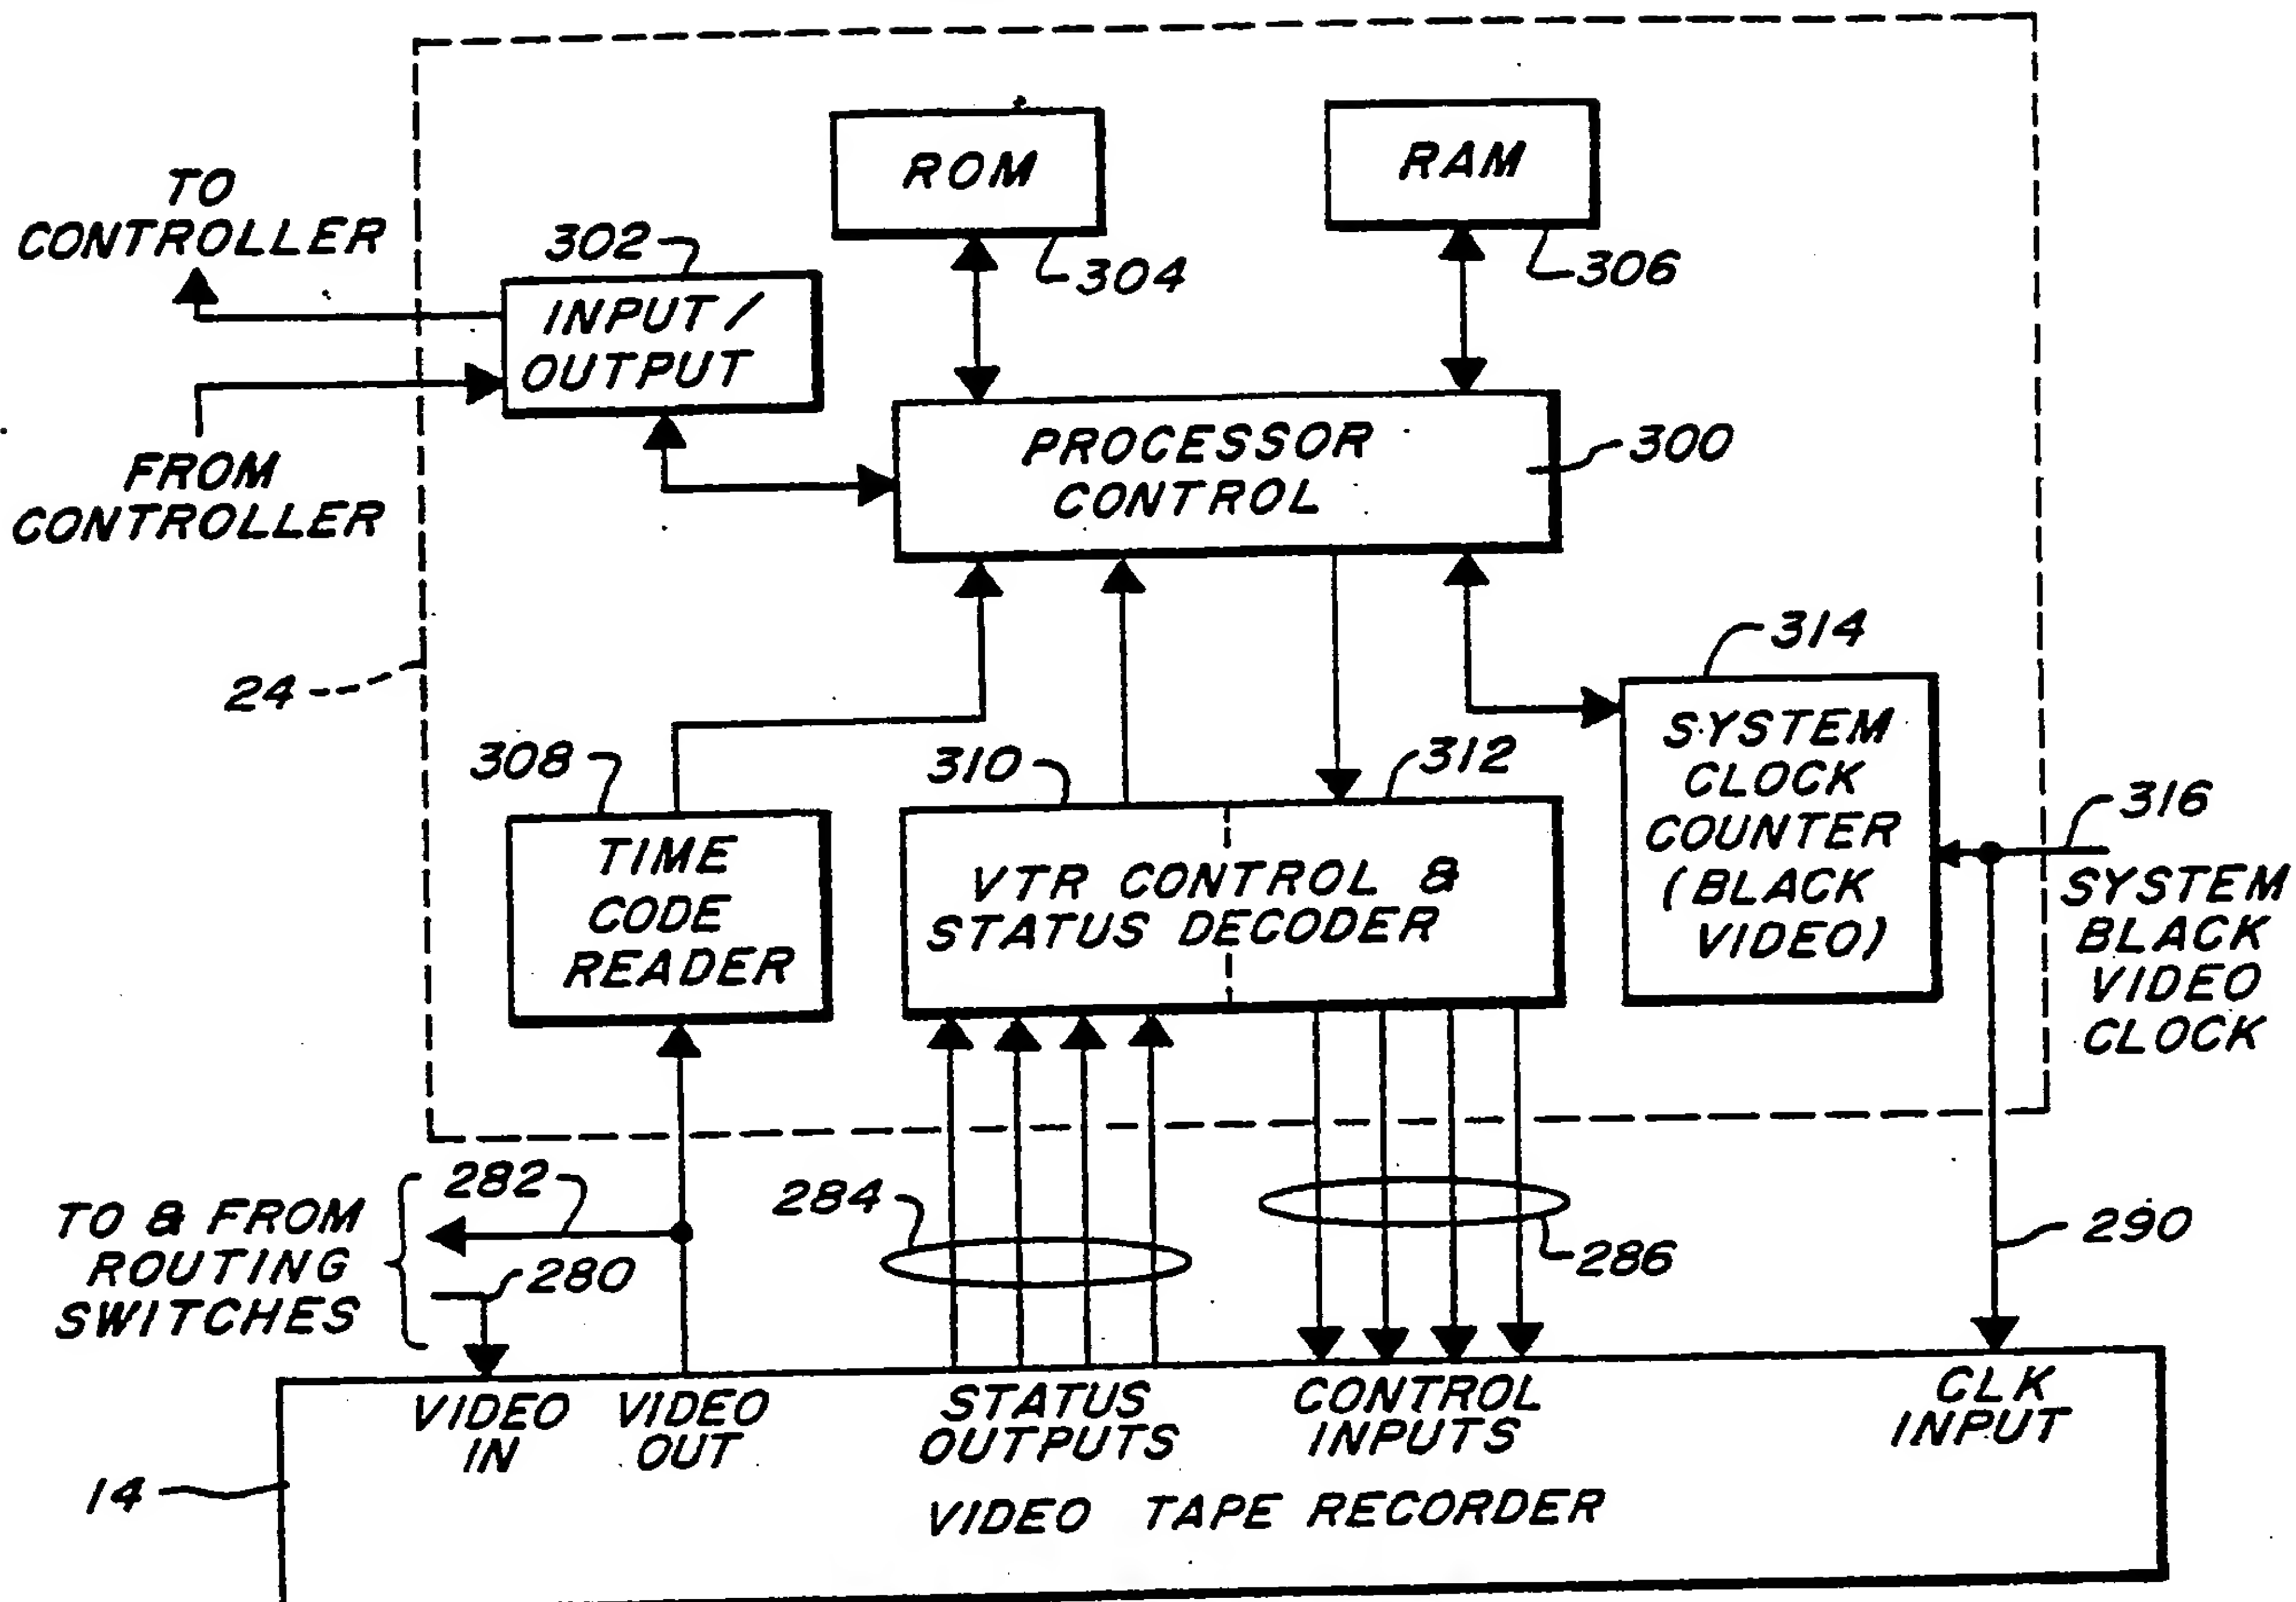 ROM
RAM
TO
CONTROLLER
302
304
306
INPUT/
OUTPUT
FROM
CONTROLLER
PROCESSOR
CONTROL
300
24
314
308
310
312
SYSTEM
CLOCK
COUNTER
(BLACK
VIDEO)
316
SYSTEM
BLACK
VIDEO
CLOCK
TIME
CODE
READER
VTR CONTROL &
STATUS DECODER
282
284
286
290
TO & FROM
ROUTING
SWITCHES
280
VIDEO
IN
VIDEO
OUT
STATUS
OUTPUTS
CONTROL
INPUTS
CLK
INPUT
14
VIDEO TAPE RECORDER